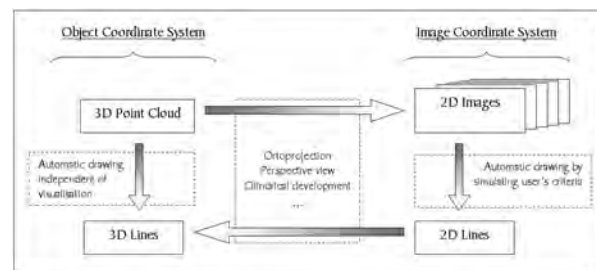 Object Coordinate System
Image Coordinate System
3D Point Cloud
2D Images
Automatic drawing
independent of
visualisation
Ortoprojection
Perspective view
Cilindrical development
...
Automatic drawing by
simulating user's criteria
3D Lines
2D Lines